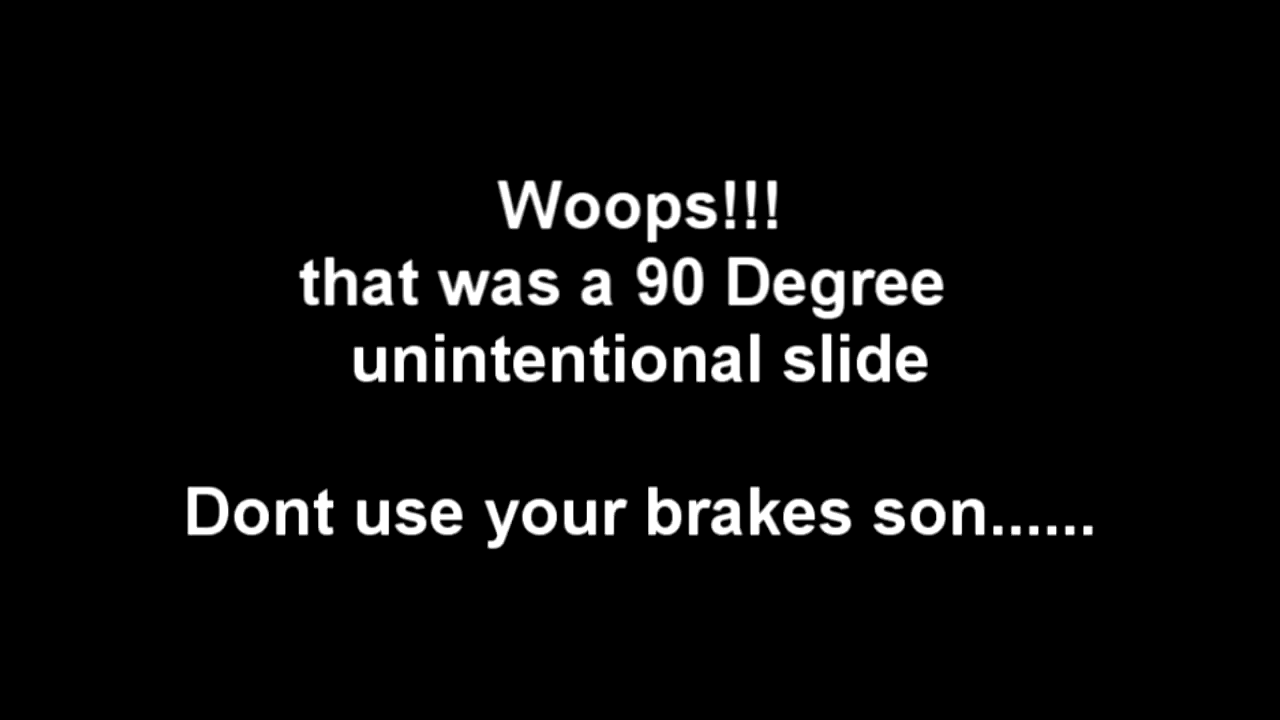 Woops!!!
that was a 90 Degree
unintentional slide
Dont use your brakes son......